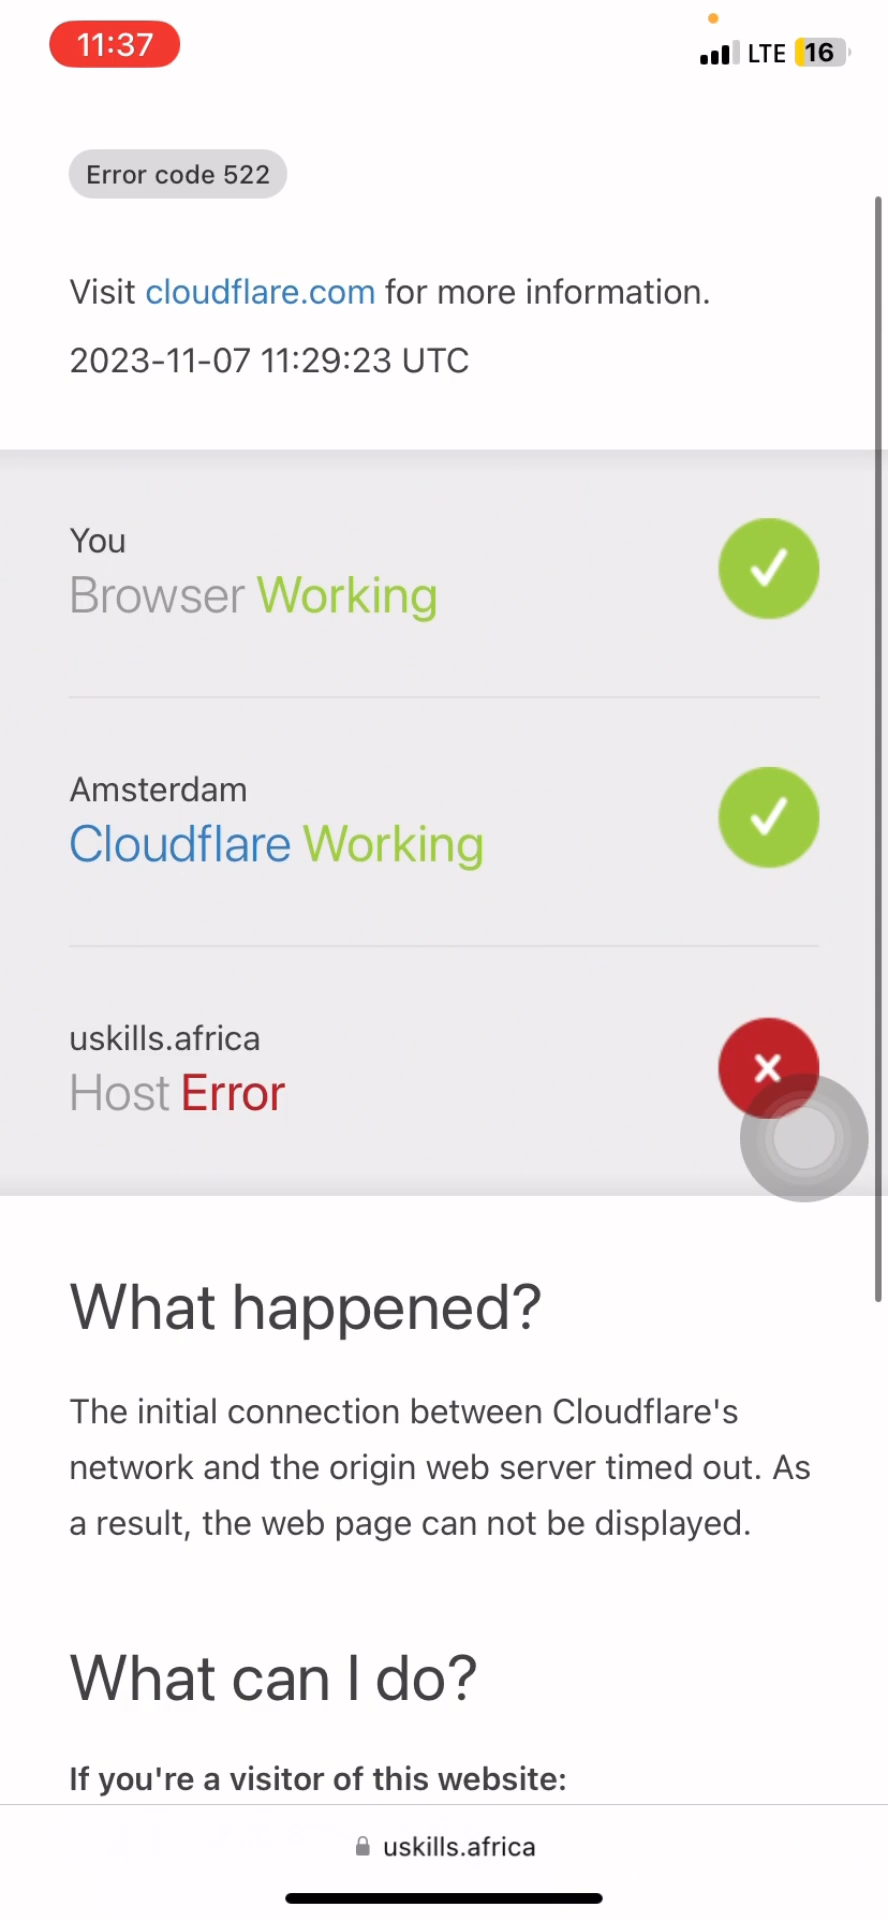 11:37
LTE 16
Error code 522
Visit cloudflare.com for more information.
2023-11-07 11:29:23 UTC
You
Browser Working
Amsterdam
Cloudflare Working
uskills.africa
Host Error
What happened?
The initial connection between Cloudflare's
network and the origin web server timed out. As
a result, the web page can not be displayed.
What can I do?
If you're a visitor of this website:
uskills.africa